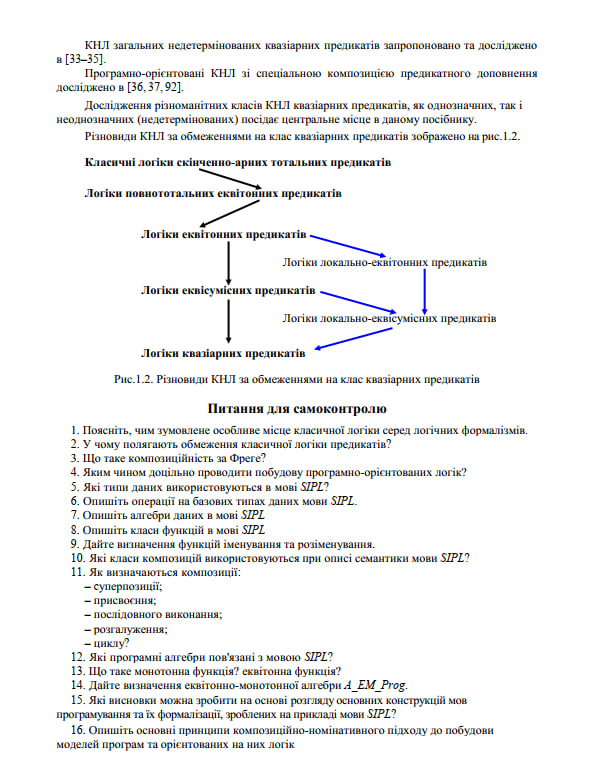 КНЛ загальних недетермінованих квазіарних предикатів запропоновано та досліджено
в [33–35].
Програмно-орієнтовані КНЛ зі спеціальною композицією предикатного доповнення
досліджено в [36, 37, 92].
Дослідження різноманітних класів КНЛ квазіарних предикатів, як однозначних, так і
неоднозначних (недетермінованих) посідає центральне місце в даному посібнику.
Різновиди КНЛ за обмеженнями на клас квазіарних предикатів зображено на рис.1.2.
Класичні логіки скінченно-арних тотальних предикатів
Логіки повнототальних еквітонних предикатів
Логіки еквітонних предикатів
Логіки локально-еквітонних предикатів
Логіки еквісумісних предикатів
Логіки локально-еквісумісних предикатів
Логіки квазіарних предикатів
Рис.1.2. Різновиди КНЛ за обмеженнями на клас квазіарних предикатів
Питання для самоконтролю
1. Поясніть, чим зумовлене особливе місце класичної логіки серед логічних формалізмів.
2. У чому полягають обмеження класичної логіки предикатів?
3. Що таке композиційність за Фреге?
4. Яким чином доцільно проводити побудову програмно-орієнтованих логік?
5. Які типи даних використовуються в мові SIPL?
6. Опишіть операції на базових типах даних мови SIPL.
7. Опишіть алгебри даних в мові SIPL
8. Опишіть класи функцій в мові SIPL
9. Дайте визначення функцій іменування та розіменування.
10. Які класи композицій використовуються при описі семантики мови SIPL?
11. Як визначаються композиції:
– суперпозиції;
– присвоєння;
– послідовного виконання;
– розгалуження;
– циклу?
12. Які програмні алгебри пов'язані з мовою SIPL?
13. Що таке монотонна функція? еквітонна функція?
14. Дайте визначення еквітонно-монотонної алгебри A_EM_Prog.
15. Які висновки можна зробити на основі розгляду основних конструкцій мов
програмування та їх формалізації, зроблених на прикладі мови SIPL?
16. Опишіть основні принципи композиційно-номінативного підходу до побудови
моделей програм та орієнтованих на них логік